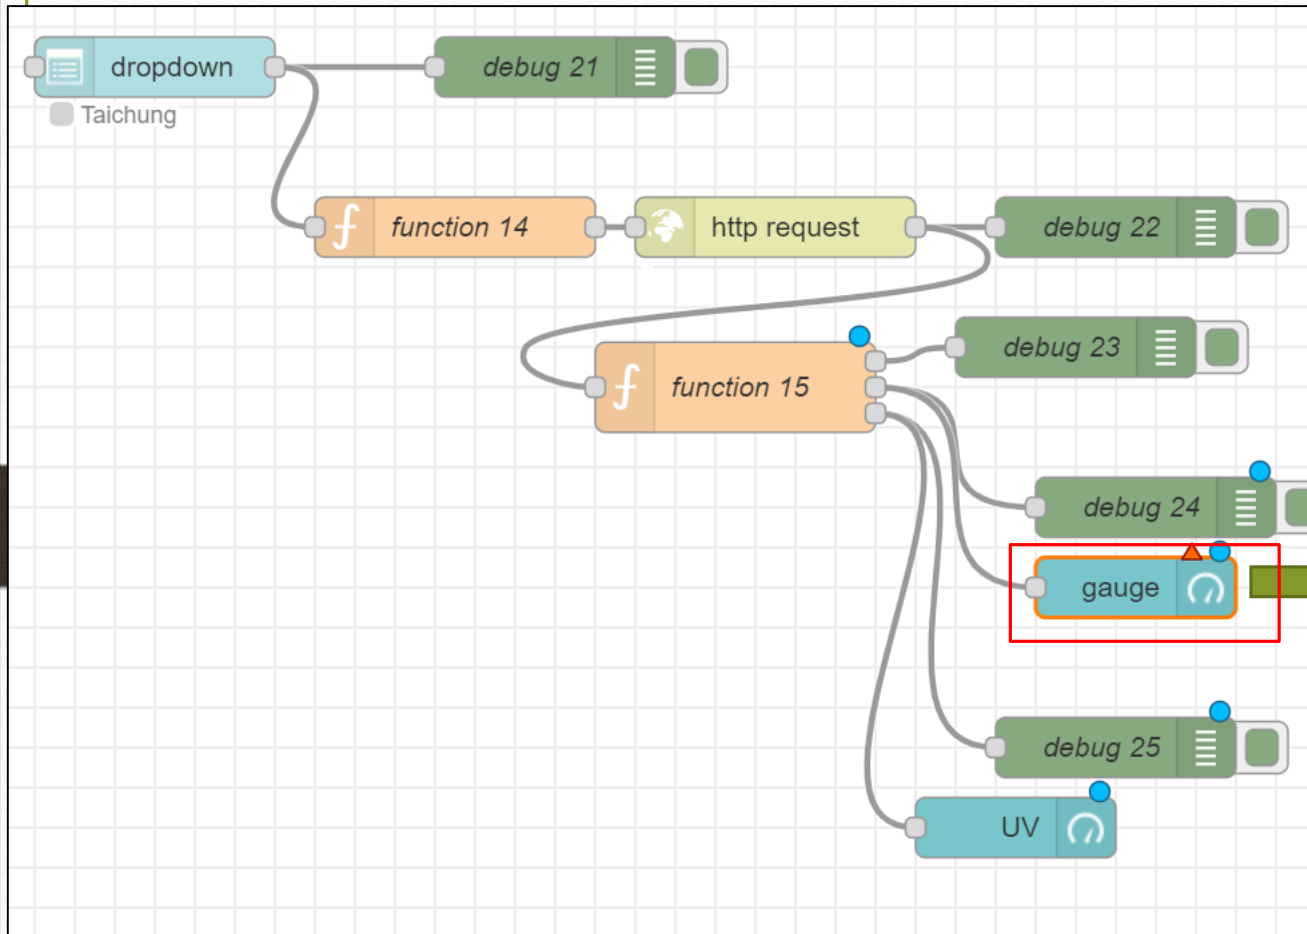 dropdown
debug 21
Taichung
function 14
http request
debug 22
debug 23
function 15
debug 24
gauge
debug 25
UV